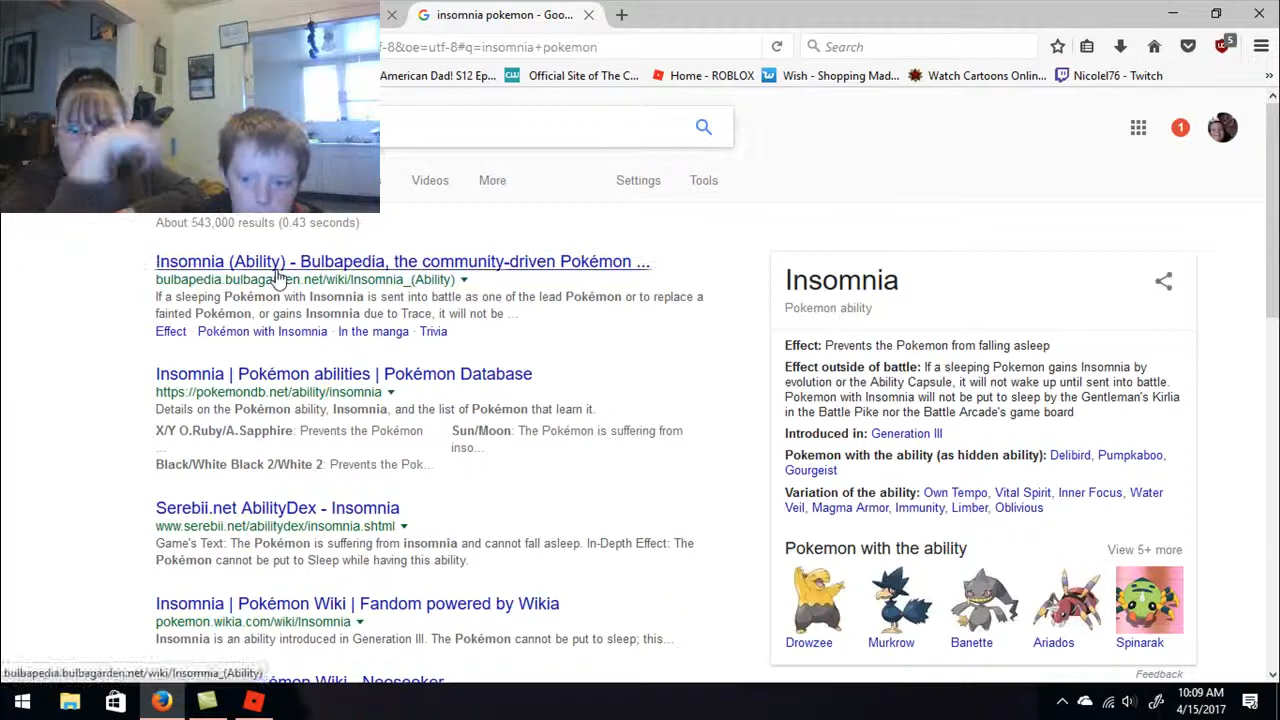 insomnia pokemon - Goo...
f-8&oe=utf-8#q=insomnia+pokemon
Search
5
American Dad! S12 Ep...
Official Site of The C...
Home - ROBLOX
Wish - Shopping Mad...
Watch Cartoons Onlin...
Nicolel76 - Twitch
1
Videos
More
Settings
Tools
About 543,000 results (0.43 seconds)
Insomnia (Ability) - Bulbapedia, the community-driven Pokémon ...
bulbapedia.bulbagarden.net/wiki/Insomnia_(Ability)
If a sleeping Pokémon with Insomnia is sent into battle as one of the lead Pokémon or to replace a
fainted Pokémon, or gains Insomnia due to Trace, it will not be ...
Effect · Pokémon with Insomnia · In the manga · Trivia
Insomnia | Pokémon abilities | Pokémon Database
https://pokemondb.net/ability/insomnia
Details on the Pokémon ability, Insomnia, and the list of Pokémon that learn it.
X/Y O.Ruby/A.Sapphire: Prevents the Pokémon
...
Sun/Moon: The Pokémon is suffering from
inso...
Black/White Black 2/White 2: Prevents the Pok...
Serebii.net AbilityDex - Insomnia
www.serebii.net/abilitydex/insomnia.shtml
Game's Text: The Pokémon is suffering from insomnia and cannot fall asleep. In-Depth Effect: The
Pokémon cannot be put to Sleep while having this ability.
Insomnia | Pokémon Wiki | Fandom powered by Wikia
pokemon.wikia.com/wiki/Insomnia
Insomnia is an ability introduced in Generation III. The Pokémon cannot be put to sleep; this...
émon Wiki - Neoseeker
bulbapedia.bulbagarden.net/wiki/Insomnia_(Ability)
Insomnia
Pokemon ability
Effect: Prevents the Pokemon from falling asleep
Effect outside of battle: If a sleeping Pokemon gains Insomnia by
evolution or the Ability Capsule, it will not wake up until sent into battle.
Pokemon with Insomnia will not be put to sleep by the Gentleman's Kirlia
in the Battle Pike nor the Battle Arcade's game board
Introduced in: Generation III
Pokemon with the ability (as hidden ability): Delibird, Pumpkaboo,
Gourgeist
Variation of the ability: Own Tempo, Vital Spirit, Inner Focus, Water
Veil, Magma Armor, Immunity, Limber, Oblivious
Pokemon with the ability
View 5+ more
Drowzee
Murkrow
Banette
Ariados
Spinarak
Feedback
10:09 AM
4/15/2017